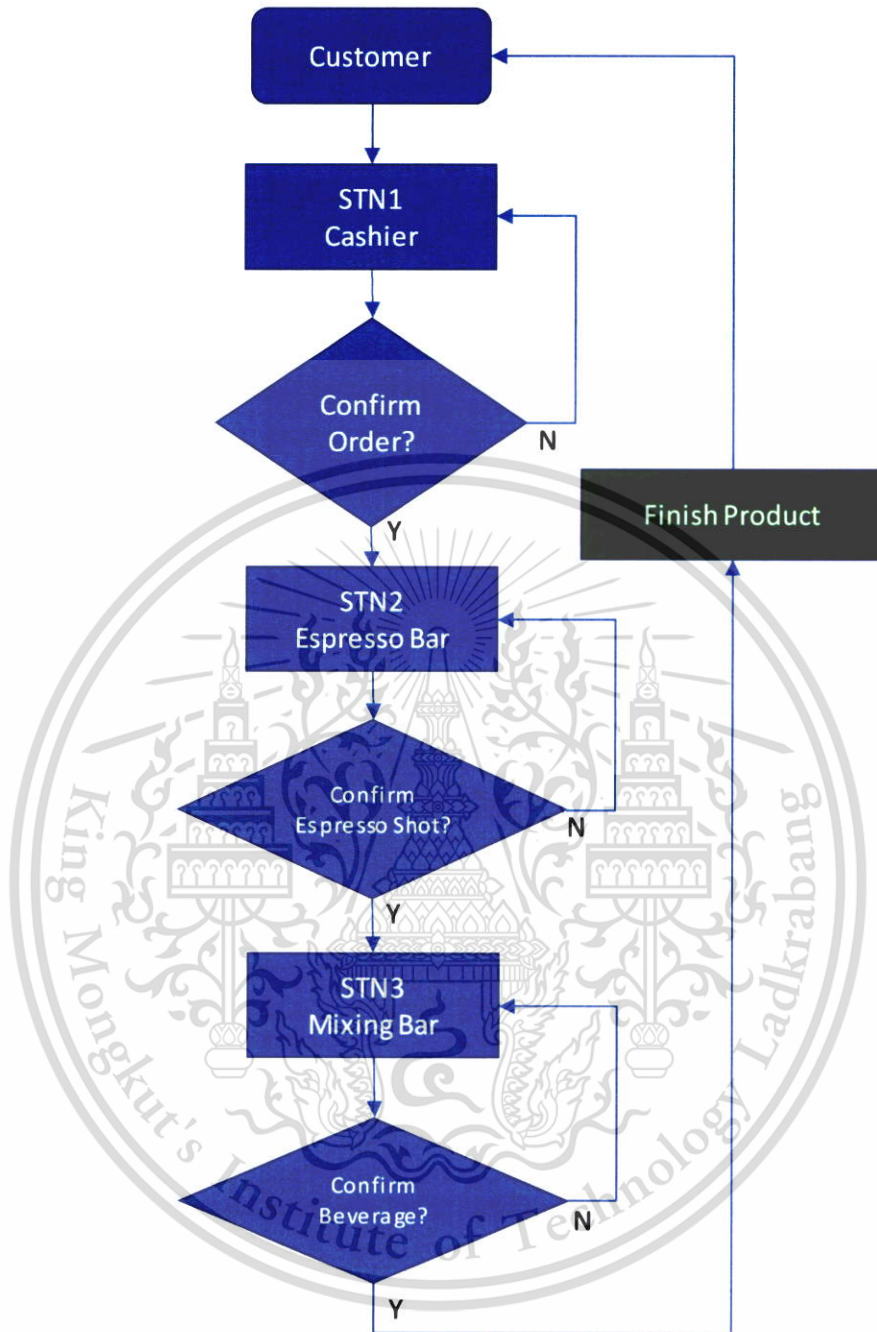 Customer
STN1
Cashier
Confirm
Order?
N
Y
Finish Product
STN2
Espresso Bar
Confirm
Espresso Shot?
N
Y
STN3
Mixing Bar
Confirm
Beverage?
N
Y
King Mongkut's Institute of Technology Ladkrabang